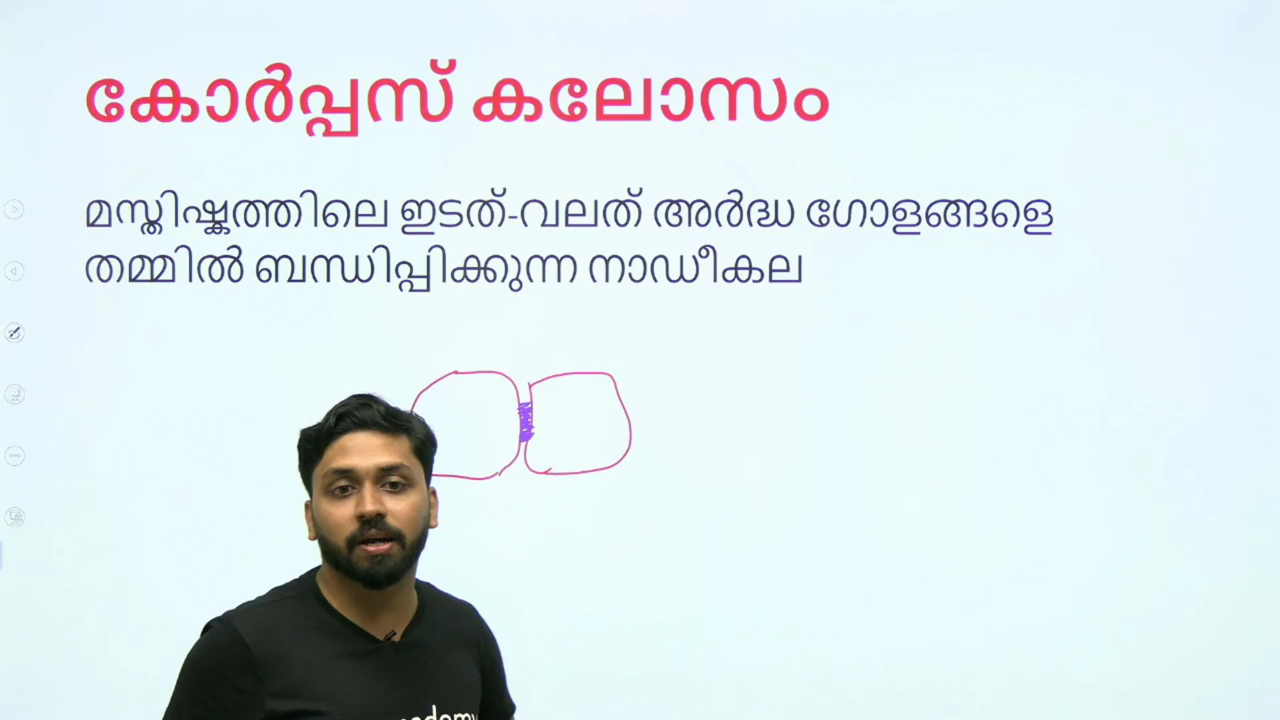 കോർപ്പസ് കലോസം
മസ്തിഷ്കത്തിലെ ഇടത്-വലത് അർദ്ധ ഗോളങ്ങളെ
തമ്മിൽ ബന്ധിപ്പിക്കുന്ന നാഡീകല